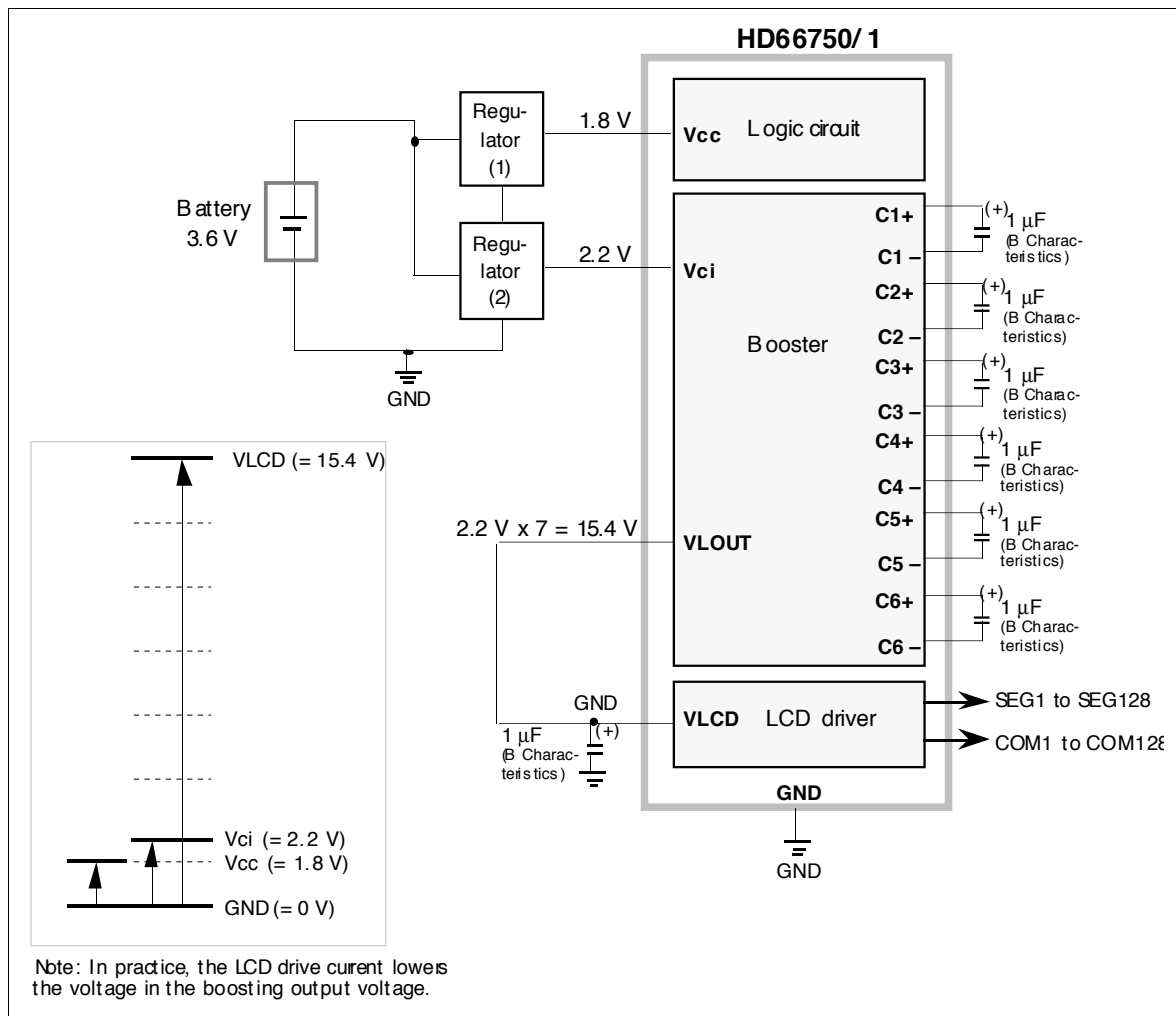 HD66750/1
Regu-
lator
(1)
1.8 V
Vcc
Logic circuit
Battery
3.6 V
Regu-
lator
(2)
2.2 V
Vci
Booster
GND
C1+
C1 –
(+)
1 µF
(B Charac-
teristics)
C2+
C2 –
(+)
1 µF
(B Charac-
teristics)
C3+
C3 –
(+)
1 µF
(B Charac-
teristics)
C4+
C4 –
(+)
1 µF
(B Charac-
teristics)
C5+
C5 –
(+)
1 µF
(B Charac-
teristics)
C6+
C6 –
(+)
1 µF
(B Charac-
teristics)
2.2 V x 7 = 15.4 V
VLOUT
GND
VLCD
LCD driver
SEG1 to SEG128
COM1 to COM128
1 µF
(B Charac-
teristics)
(+)
GND
GND
VLCD (= 15.4 V)
Vci (= 2.2 V)
Vcc (= 1.8 V)
GND (= 0 V)
Note: In practice, the LCD drive current lowers
the voltage in the boosting output voltage.